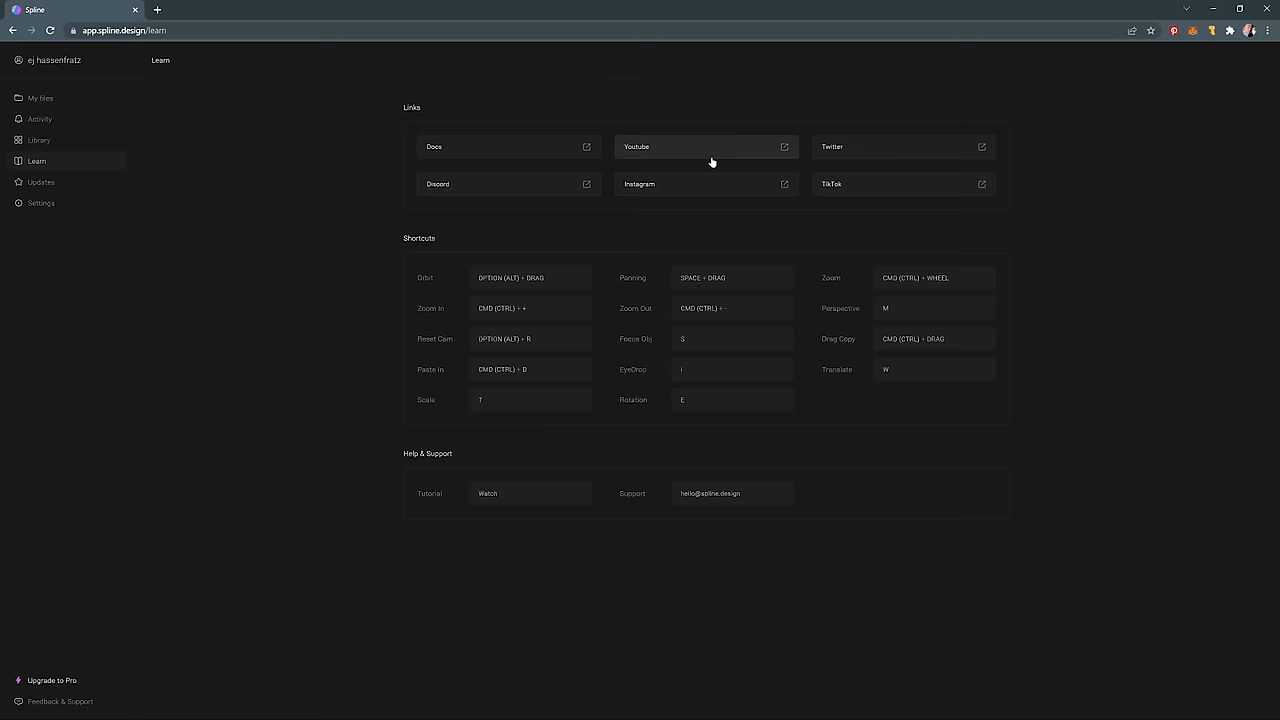 Spline
app.spline.design/learn
ej hassenfratz
Learn
My files
Activity
Library
Learn
Updates
Settings
Links
Docs
Youtube
Twitter
Discord
Instagram
TikTok
Shortcuts
Orbit OPTION (ALT) + DRAG Panning SPACE + DRAG Zoom CMD (CTRL) + WHEEL
Zoom In CMD (CTRL) + + Zoom Out CMD (CTRL) + - Perspective M
Reset Cam OPTION (ALT) + R Focus Obj S Drag Copy CMD (CTRL) + DRAG
Paste in CMD (CTRL) + D EyeDrop i Translate W
Scale T Rotation E
Help & Support
Tutorial Watch Support hello@spline.design
Upgrade to Pro
Feedback & Support